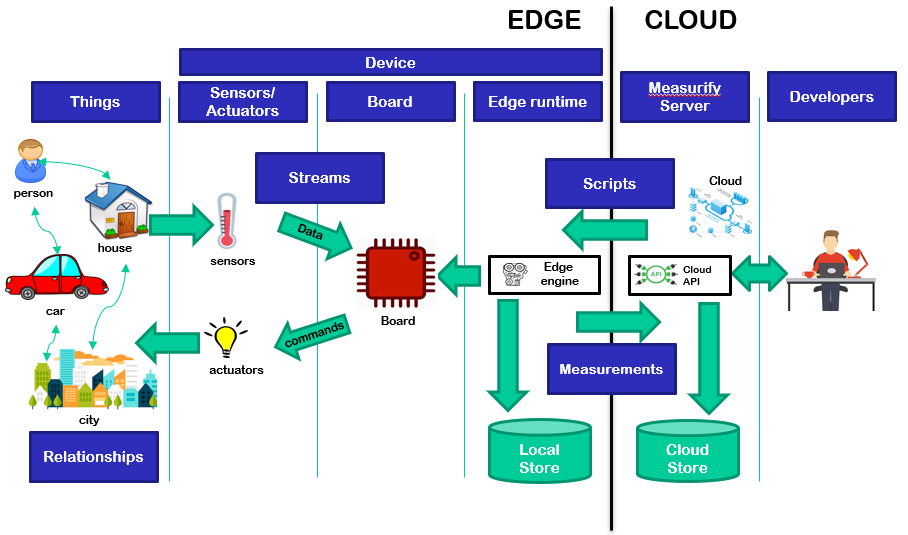 EDGE
CLOUD
Device
Things
Sensors/
Actuators
Board
Edge runtime
Measurify
Server
Developers
person
house
car
city
Relationships
Streams
sensors
Data
actuators
commands
Board
Scripts
Edge
engine
Measurements
Local
Store
Cloud
API
Cloud
API
Cloud
Store